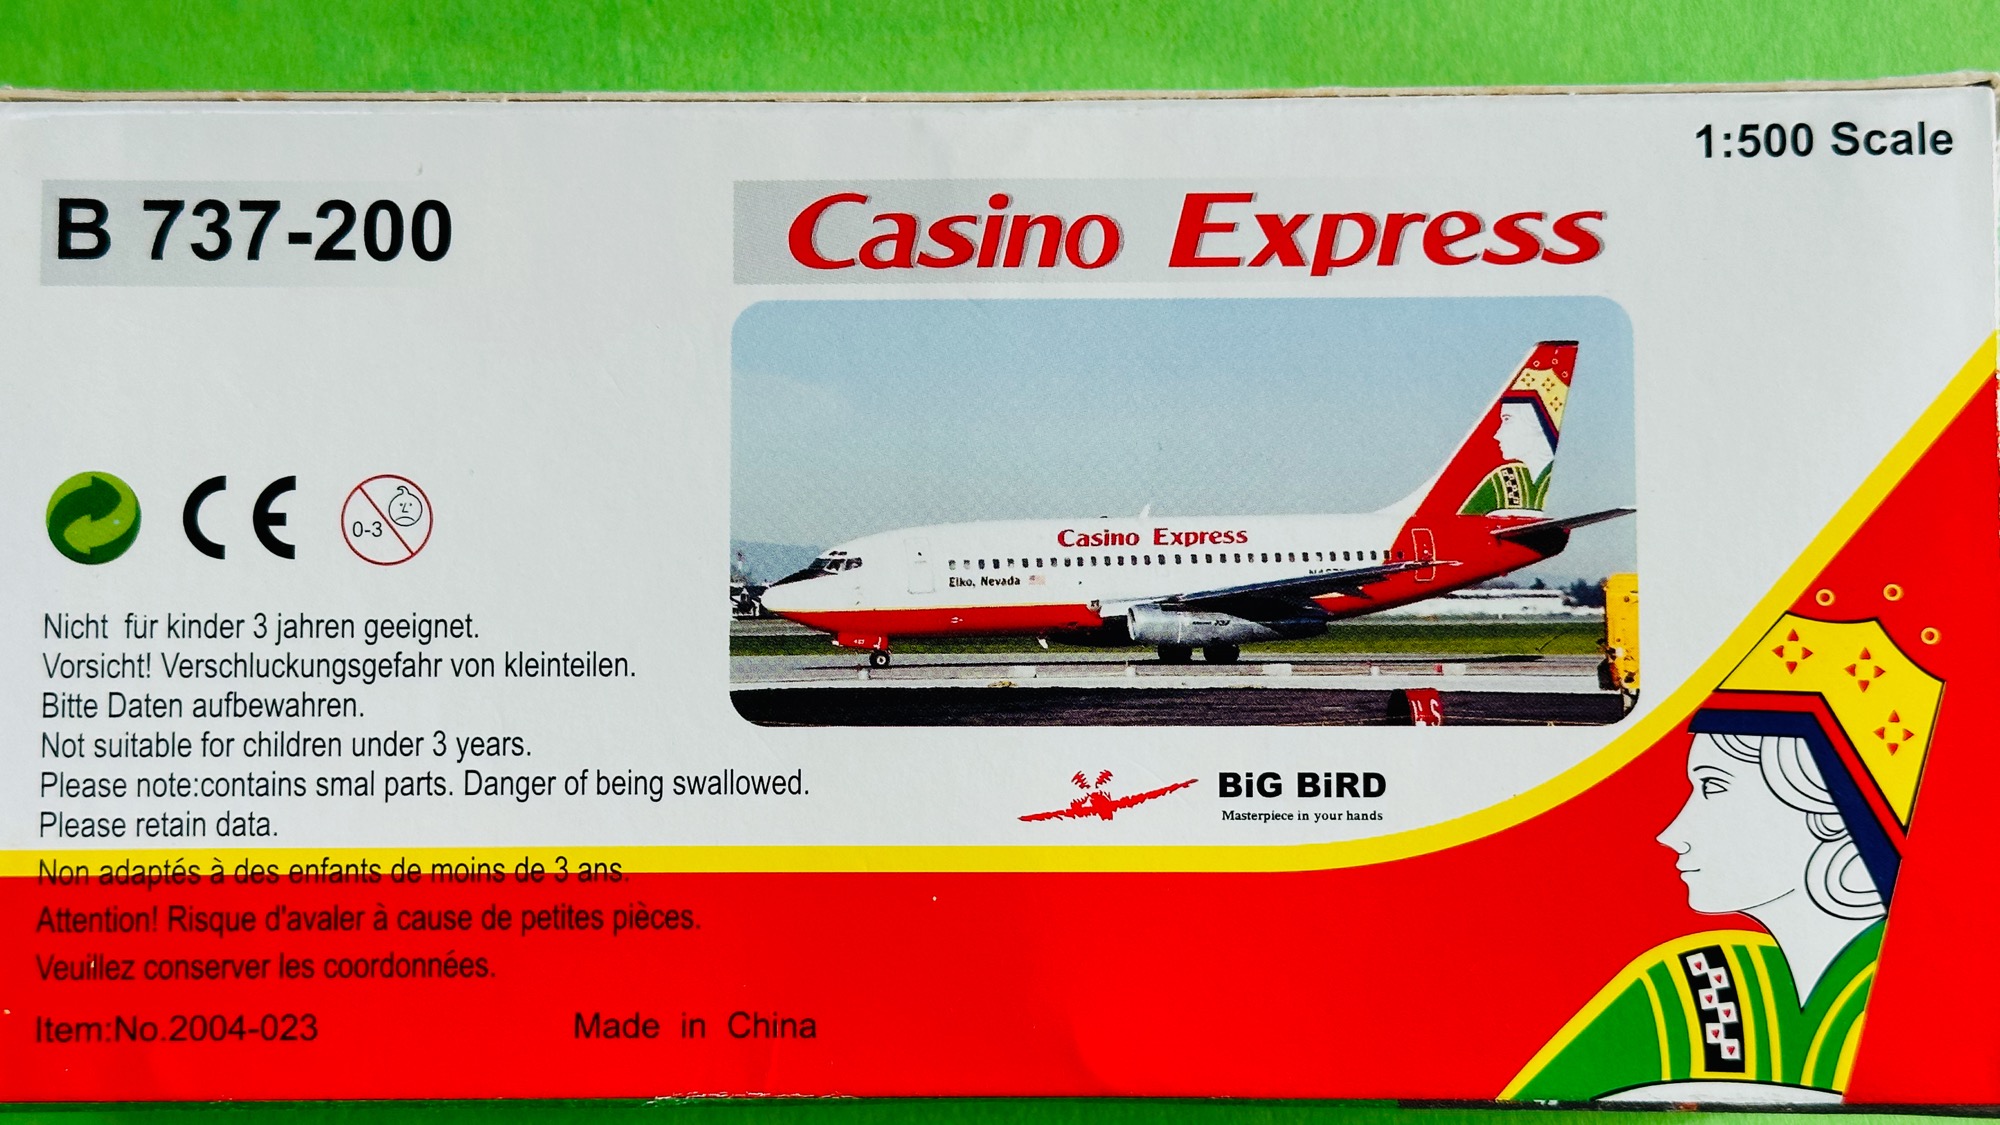 1:500 Scale
B 737-200
Casino Express
Casino Express
Elko, Nevada
CE
0-3
Nicht für kinder 3 jahren geeignet.
Vorsicht! Verschluckungsgefahr von kleinteilen.
Bitte Daten aufbewahren.
Not suitable for children under 3 years.
Please note:contains smal parts. Danger of being swallowed.
Please retain data.
BiG BiRD
Masterpiece in your hands
Non adaptés à des enfants de moins de 3 ans.
Attention! Risque d'avaler à cause de petites pièces.
Veuillez conserver les coordonnées.
Item:No.2004-023
Made in China